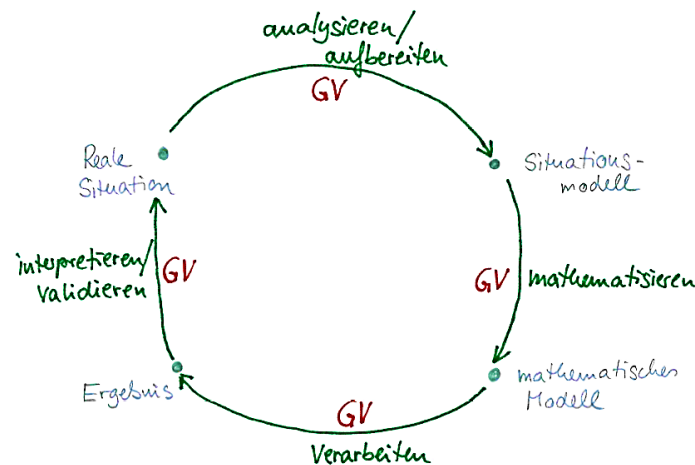 analysieren/
aufbereiten
GV
Reale
Situation
Situations-
modell
interpretieren/
validieren
GV
GV
mathematisieren
Ergebnis
mathematisches
Modell
GV
Verarbeiten